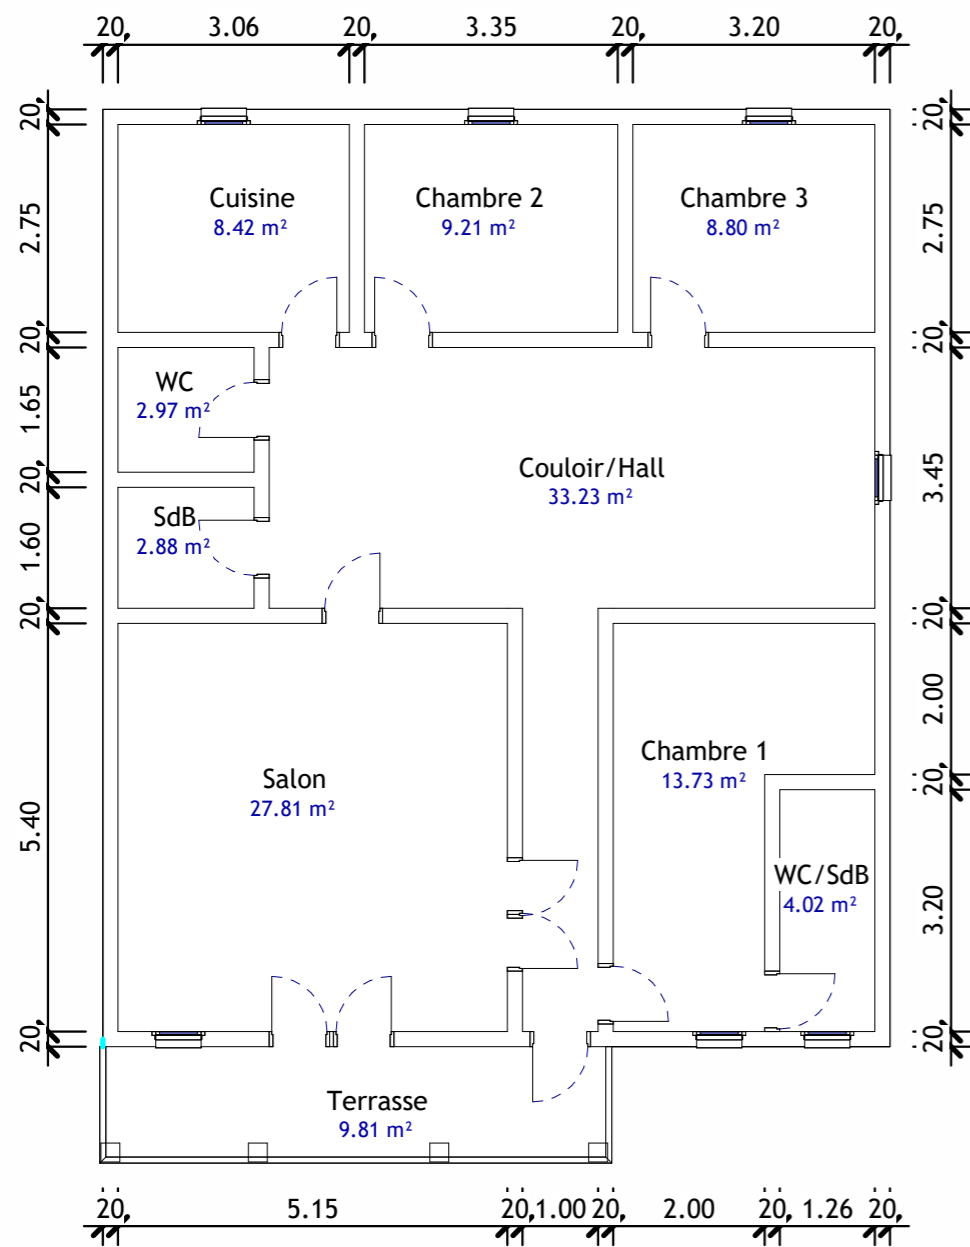 20, 3.06 20, 3.35 20, 3.20 20,
20, 2.75 20, 1.65 20, 1.60 20, 5.40 20,
20, 2.75 20, 3.45 20, 2.00 20, 3.20 20,
Cuisine
8.42 m²
Chambre 2
9.21 m²
Chambre 3
8.80 m²
WC
2.97 m²
Couloir/Hall
33.23 m²
SdB
2.88 m²
Salon
27.81 m²
Chambre 1
13.73 m²
WC/SdB
4.02 m²
Terrasse
9.81 m²
20, 5.15 20, 1.00 20, 2.00 20, 1.26 20,